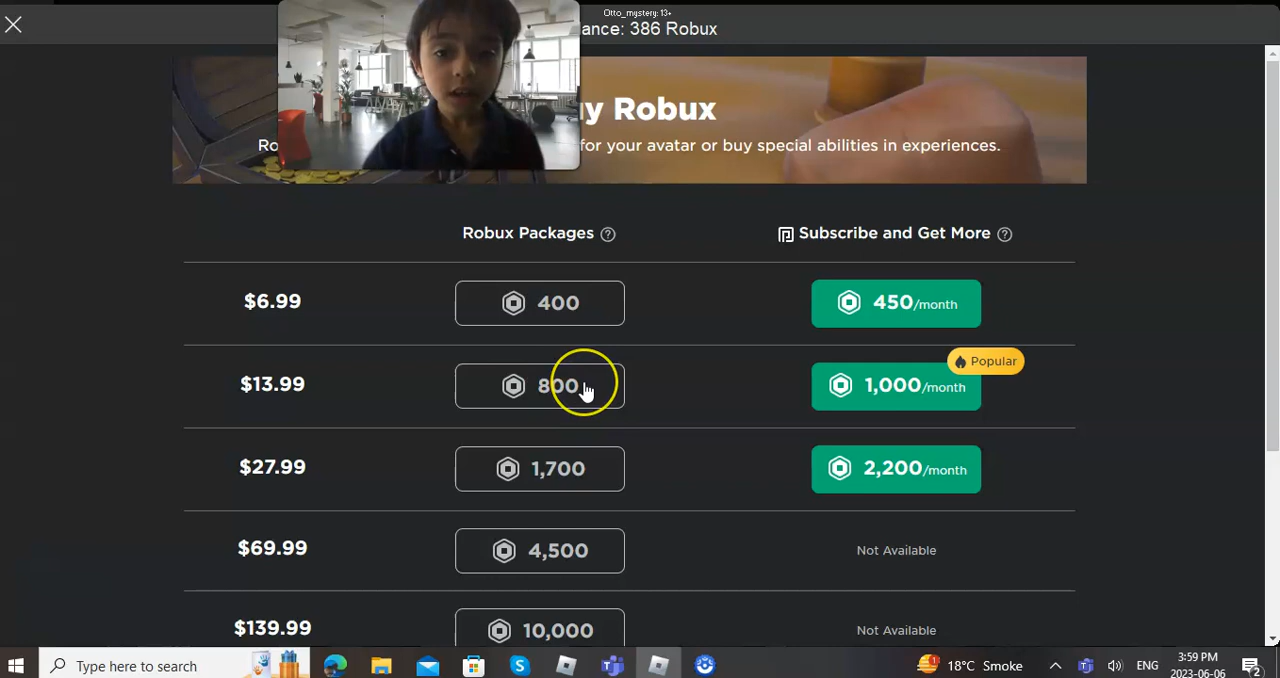 Otto_mystery: 13+
ance: 386 Robux
y Robux
Ro
for your avatar or buy special abilities in experiences.
Robux Packages ?
Subscribe and Get More ?
$6.99
400
450/month
Popular
$13.99
800
1,000/month
$27.99
1,700
2,200/month
$69.99
4,500
Not Available
$139.99
10,000
Not Available
Type here to search
1
18°C Smoke
ENG
3:59 PM
2023-06-06
2